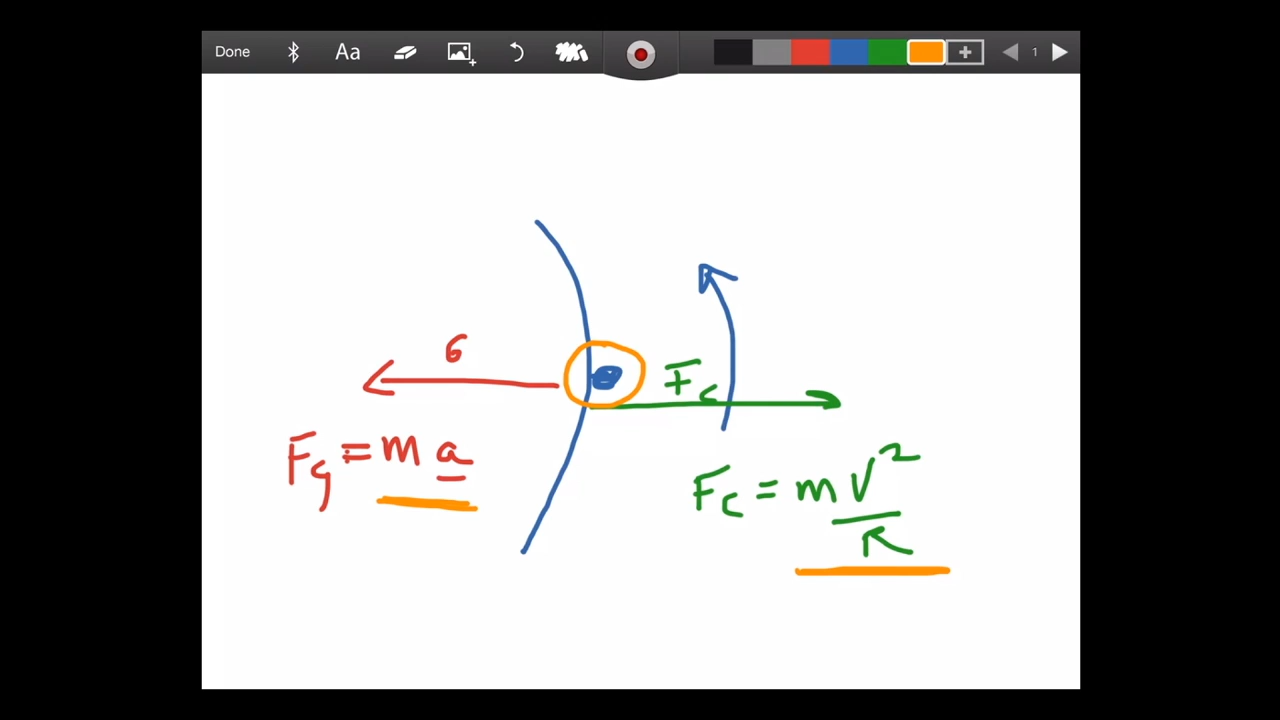 Done Aa 1
G
Fc
Fg = m a
Fc = m V²/R